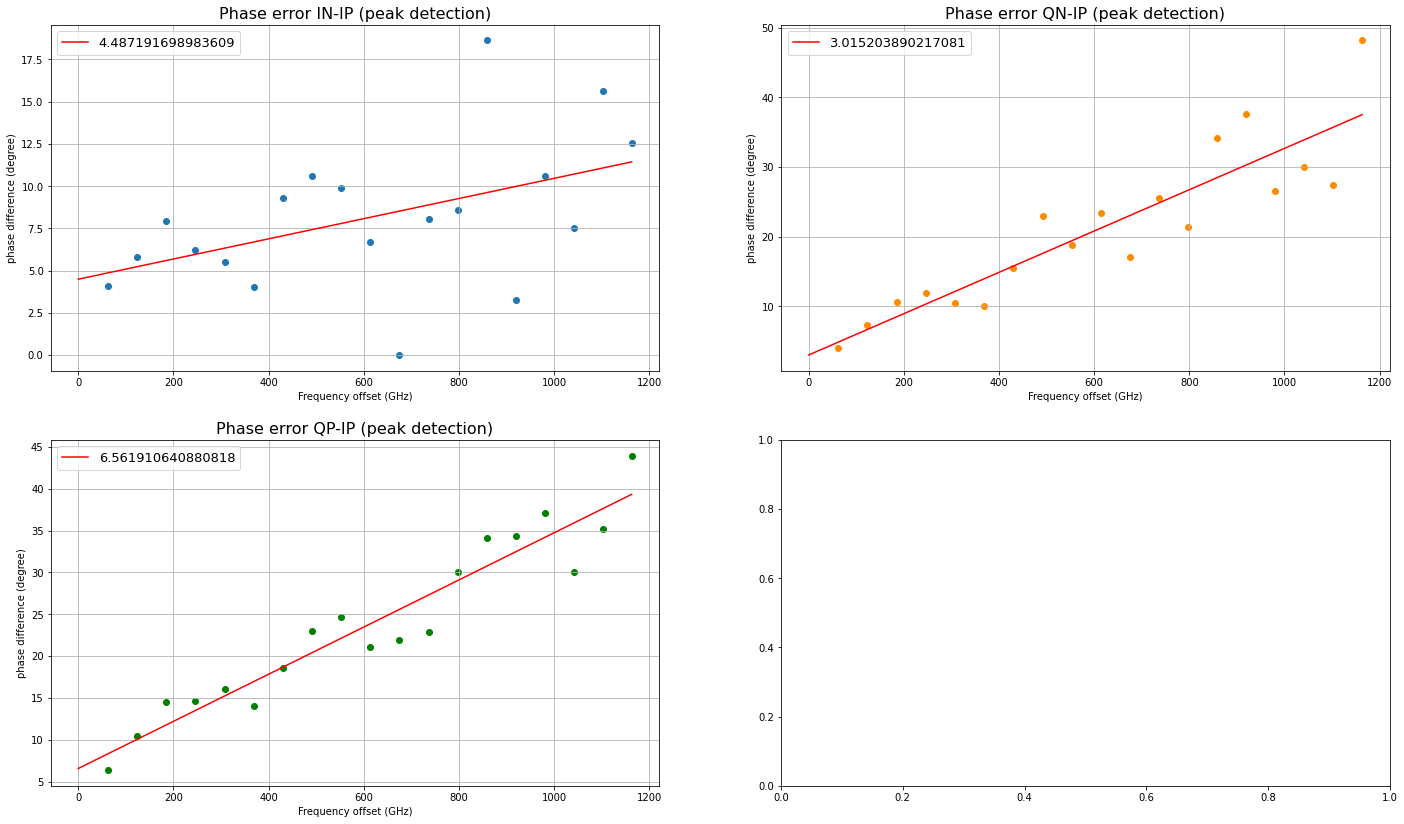 Phase error IN-IP (peak detection)
4.487191698983609
phase difference (degree)
17.5
15.0
12.5
10.0
7.5
5.0
2.5
0.0
0 200 400 600 800 1000 1200
Frequency offset (GHz)
Phase error QN-IP (peak detection)
3.015203890217081
phase difference (degree)
50
40
30
20
10
0 200 400 600 800 1000 1200
Frequency offset (GHz)
Phase error QP-IP (peak detection)
6.561910640880818
phase difference (degree)
45
40
35
30
25
20
15
10
5
0 200 400 600 800 1000 1200
Frequency offset (GHz)
1.0
0.8
0.6
0.4
0.2
0.0
0.0 0.2 0.4 0.6 0.8 1.0